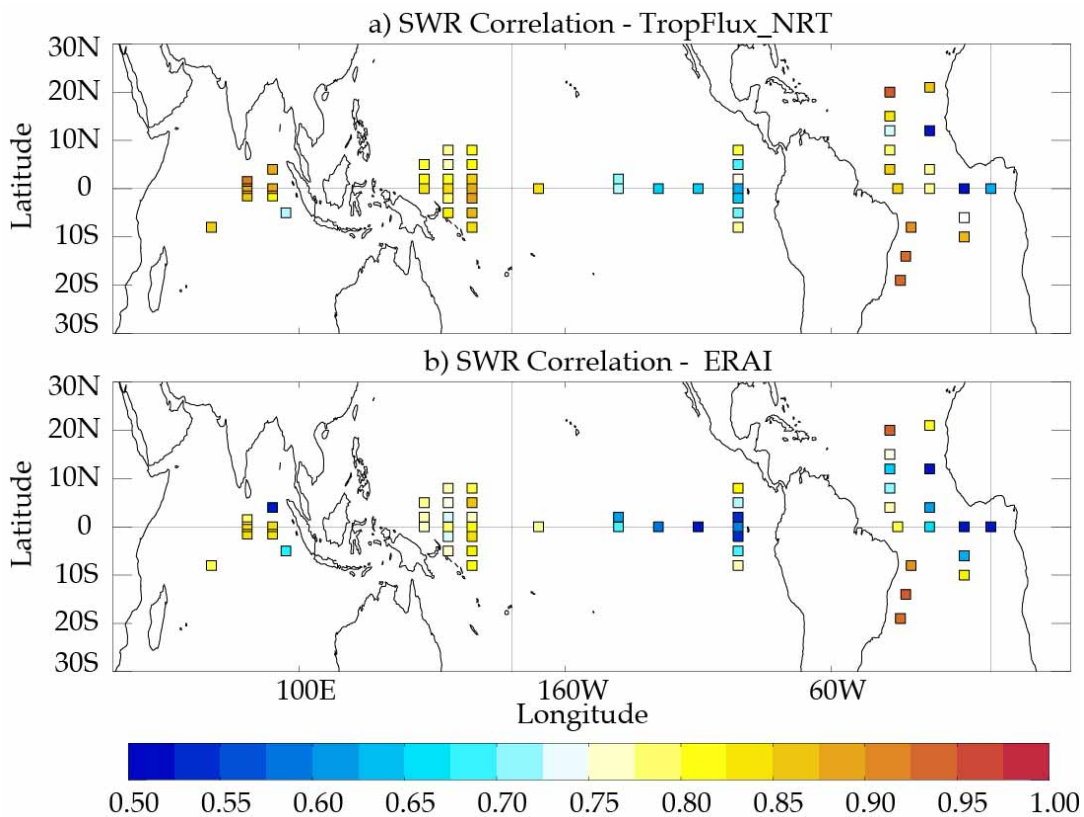 a) SWR Correlation - TropFlux_NRT
30N
20N
10N
0
10S
20S
30S
Latitude
b) SWR Correlation - ERAI
30N
20N
10N
0
10S
20S
30S
Latitude
100E 160W 60W
Longitude
0.50 0.55 0.60 0.65 0.70 0.75 0.80 0.85 0.90 0.95 1.00